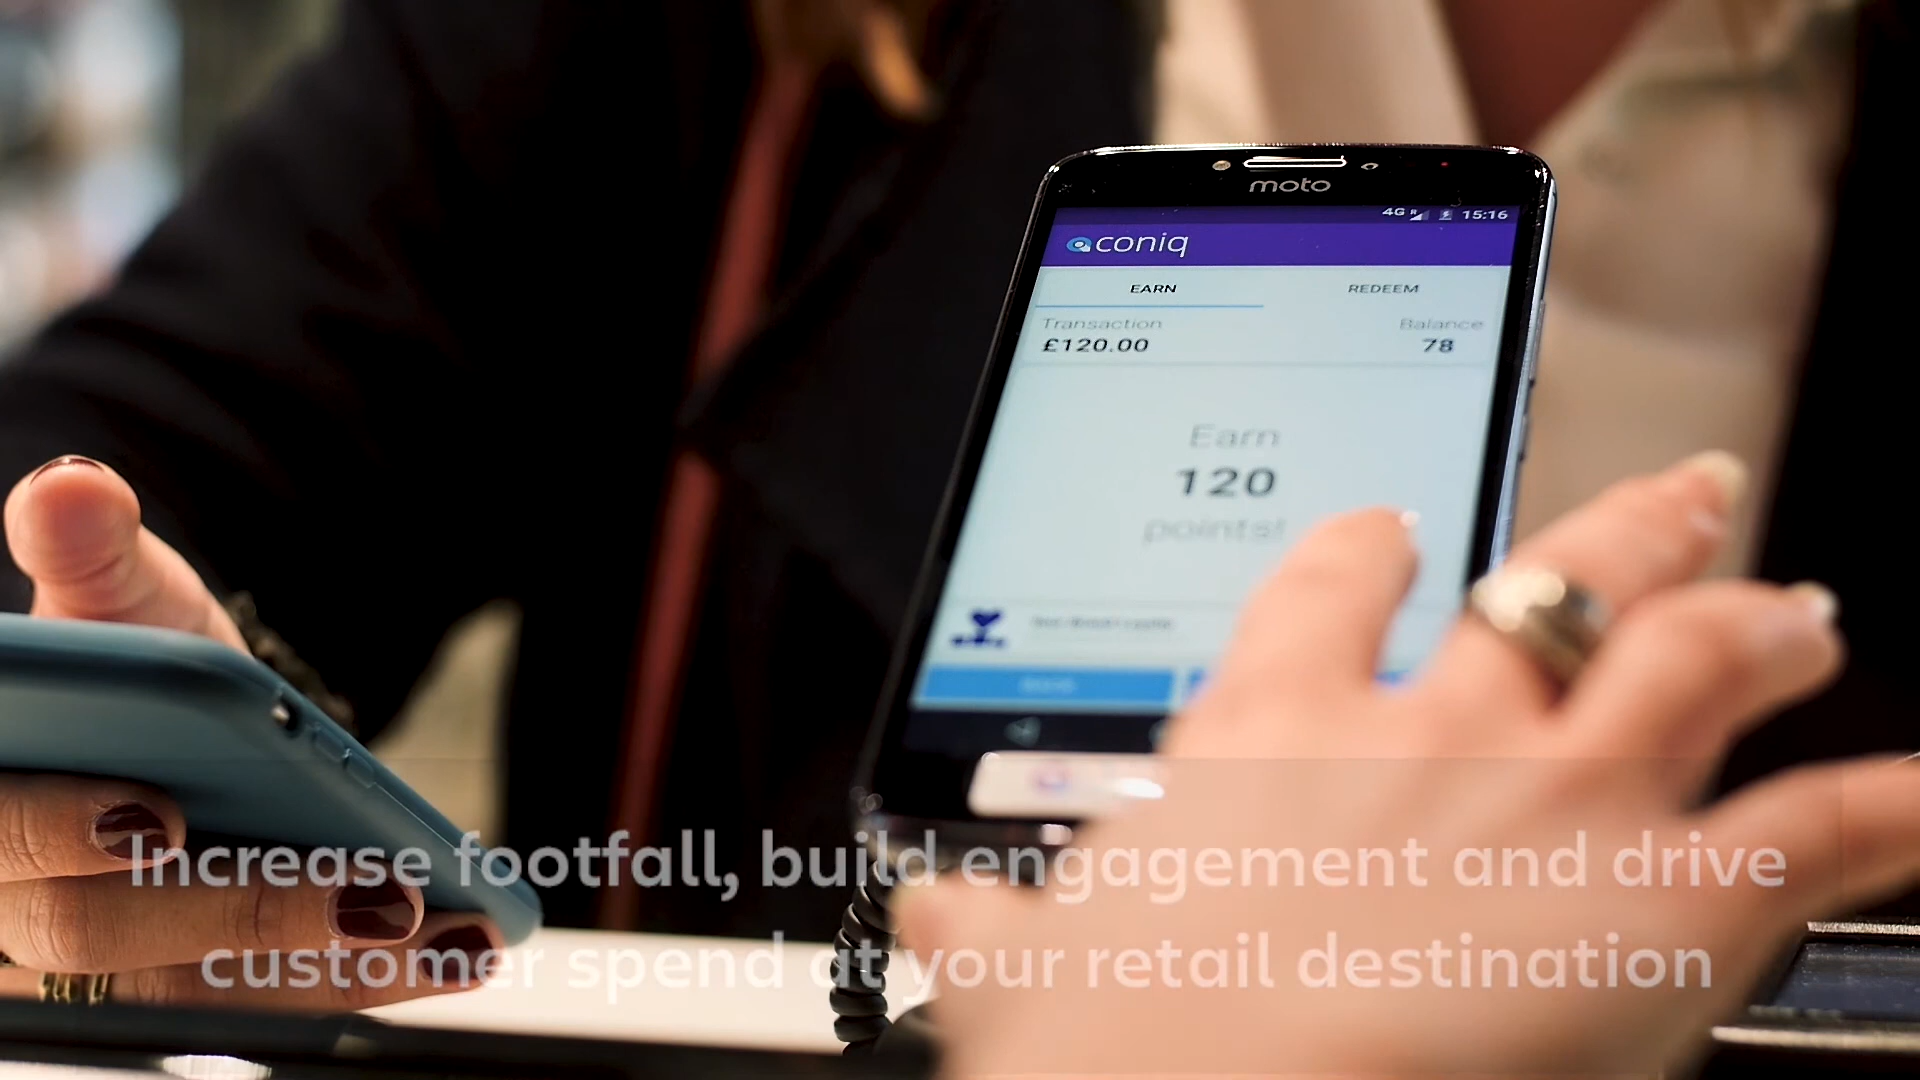 moto
4G R 15:16
coniq
EARN REDEEM
Transaction Balance
£120.00 78
Earn
120
points!
Increase footfall, build engagement and drive
customer spend at your retail destination